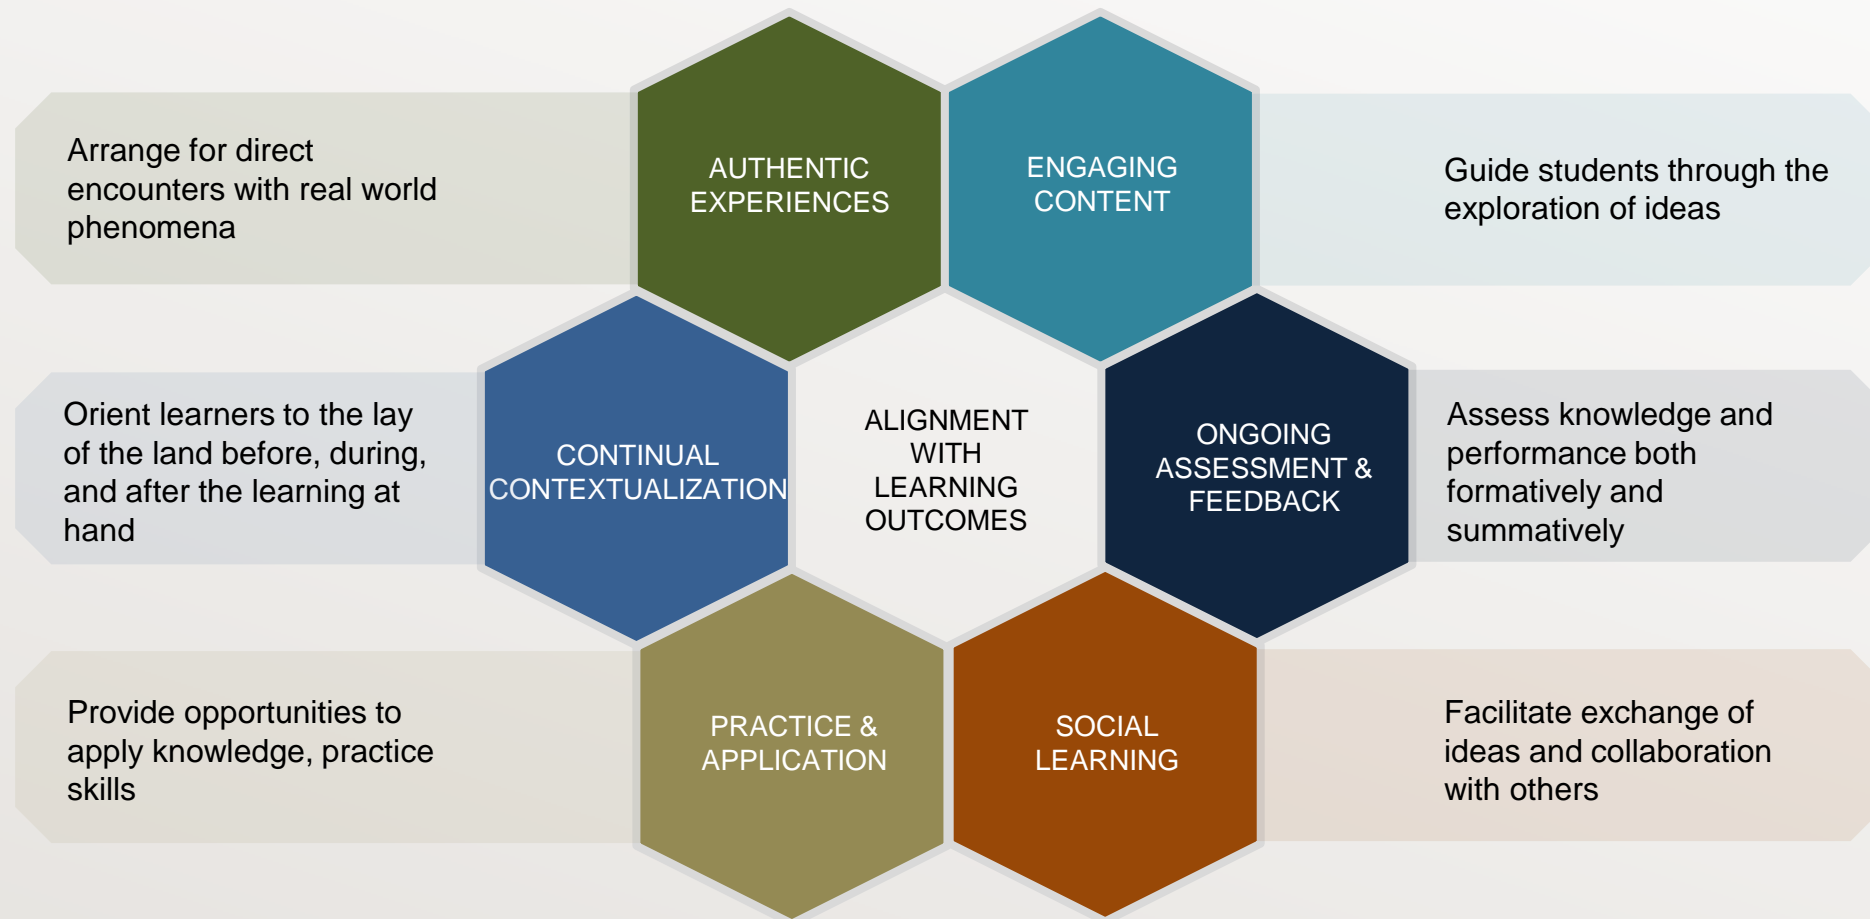 Arrange for direct
encounters with real world
phenomena
AUTHENTIC
EXPERIENCES
ENGAGING
CONTENT
Guide students through the
exploration of ideas
Orient learners to the lay
of the land before, during,
and after the learning at
hand
CONTINUAL
CONTEXTUALIZATION
ALIGNMENT
WITH
LEARNING
OUTCOMES
ONGOING
ASSESSMENT &
FEEDBACK
Assess knowledge and
performance both
formatively and
summatively
Provide opportunities to
apply knowledge, practice
skills
PRACTICE &
APPLICATION
SOCIAL
LEARNING
Facilitate exchange of
ideas and collaboration
with others